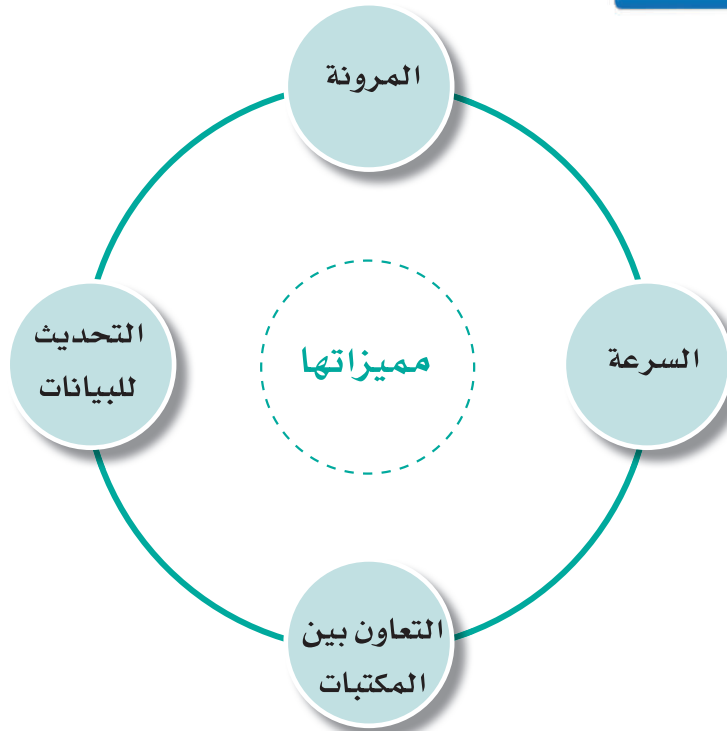 المرونة
السرعة
مميزاتها
التحديث
للبيانات
التعاون بين
المكتبات